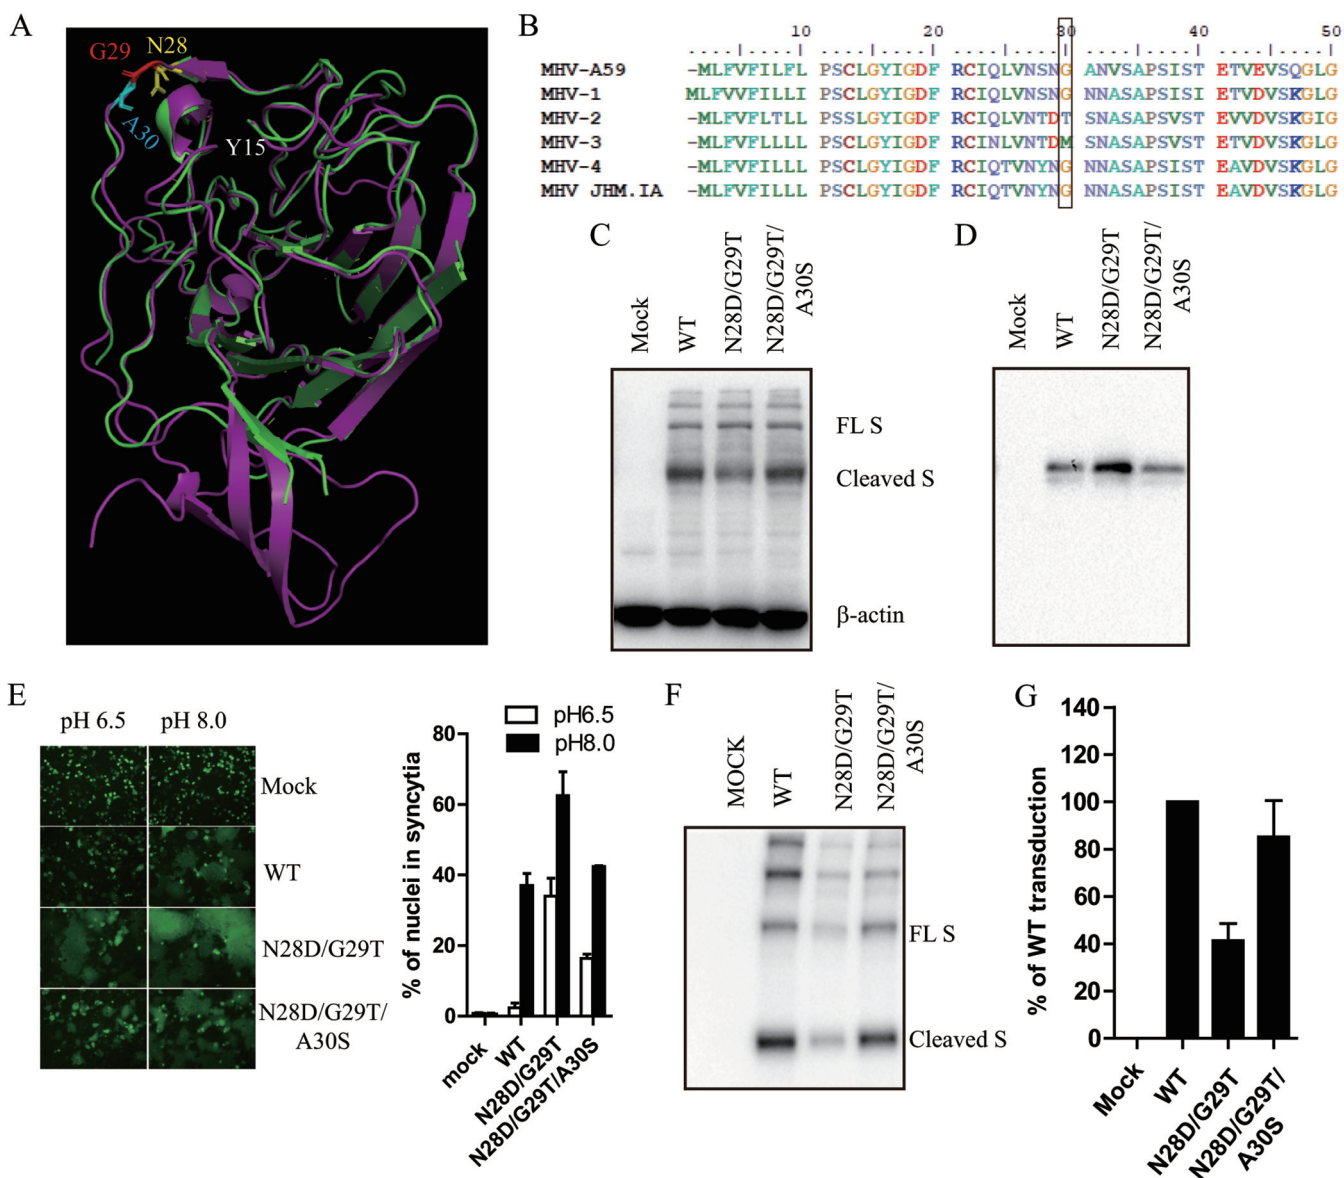 A
G29
N28
A30
Y15
B
10 20 30 40 50
MHV-A59 -MLFVFILFL PSCLGYIGDF RCIQLVNSNG ANVSAPSIST ETVEVSQGLG
MHV-1 MLFVVFILLI PSCLGYIGDF RCIQLVNSNG NNASAPSISI ETVDVSKGLG
MHV-2 -MLFVFLTLL PSCLGYIGDF RCIQLVNTDT SNASAPSVST EVVDVSKGIG
MHV-3 -MLFVFILLL PSCLGYIGDF RCINLVNTDM SNASAPSVST ETVDVSKGLG
MHV-4 -MLFVFILLL PSCLGYIGDF RCIQTVNYNG SNNASAPSIST EAVDVSKGLG
MHV JHM.IA -MLFVFILLL PSCLGYIGDF RCIQTVNYNG NNASAPSIST EAVDVSKGLG
C
Mock
WT
N28D/G29T
N28D/G29T/
A30S
FL S
Cleaved S
β-actin
D
Mock
WT
N28D/G29T
N28D/G29T/
A30S
E
pH 6.5
pH 8.0
Mock
WT
N28D/G29T
N28D/G29T/
A30S
% of nuclei in syncytia
80
60
40
20
0
pH6.5
pH8.0
mock
WT
N28D/G29T
N28D/G29T/A30S
F
MOCK
WT
N28D/G29T
N28D/G29T/
A30S
FL S
Cleaved S
G
% of WT transduction
140
120
100
80
60
40
20
0
Mock
WT
N28D/G29T
N28D/G29T/
A30S